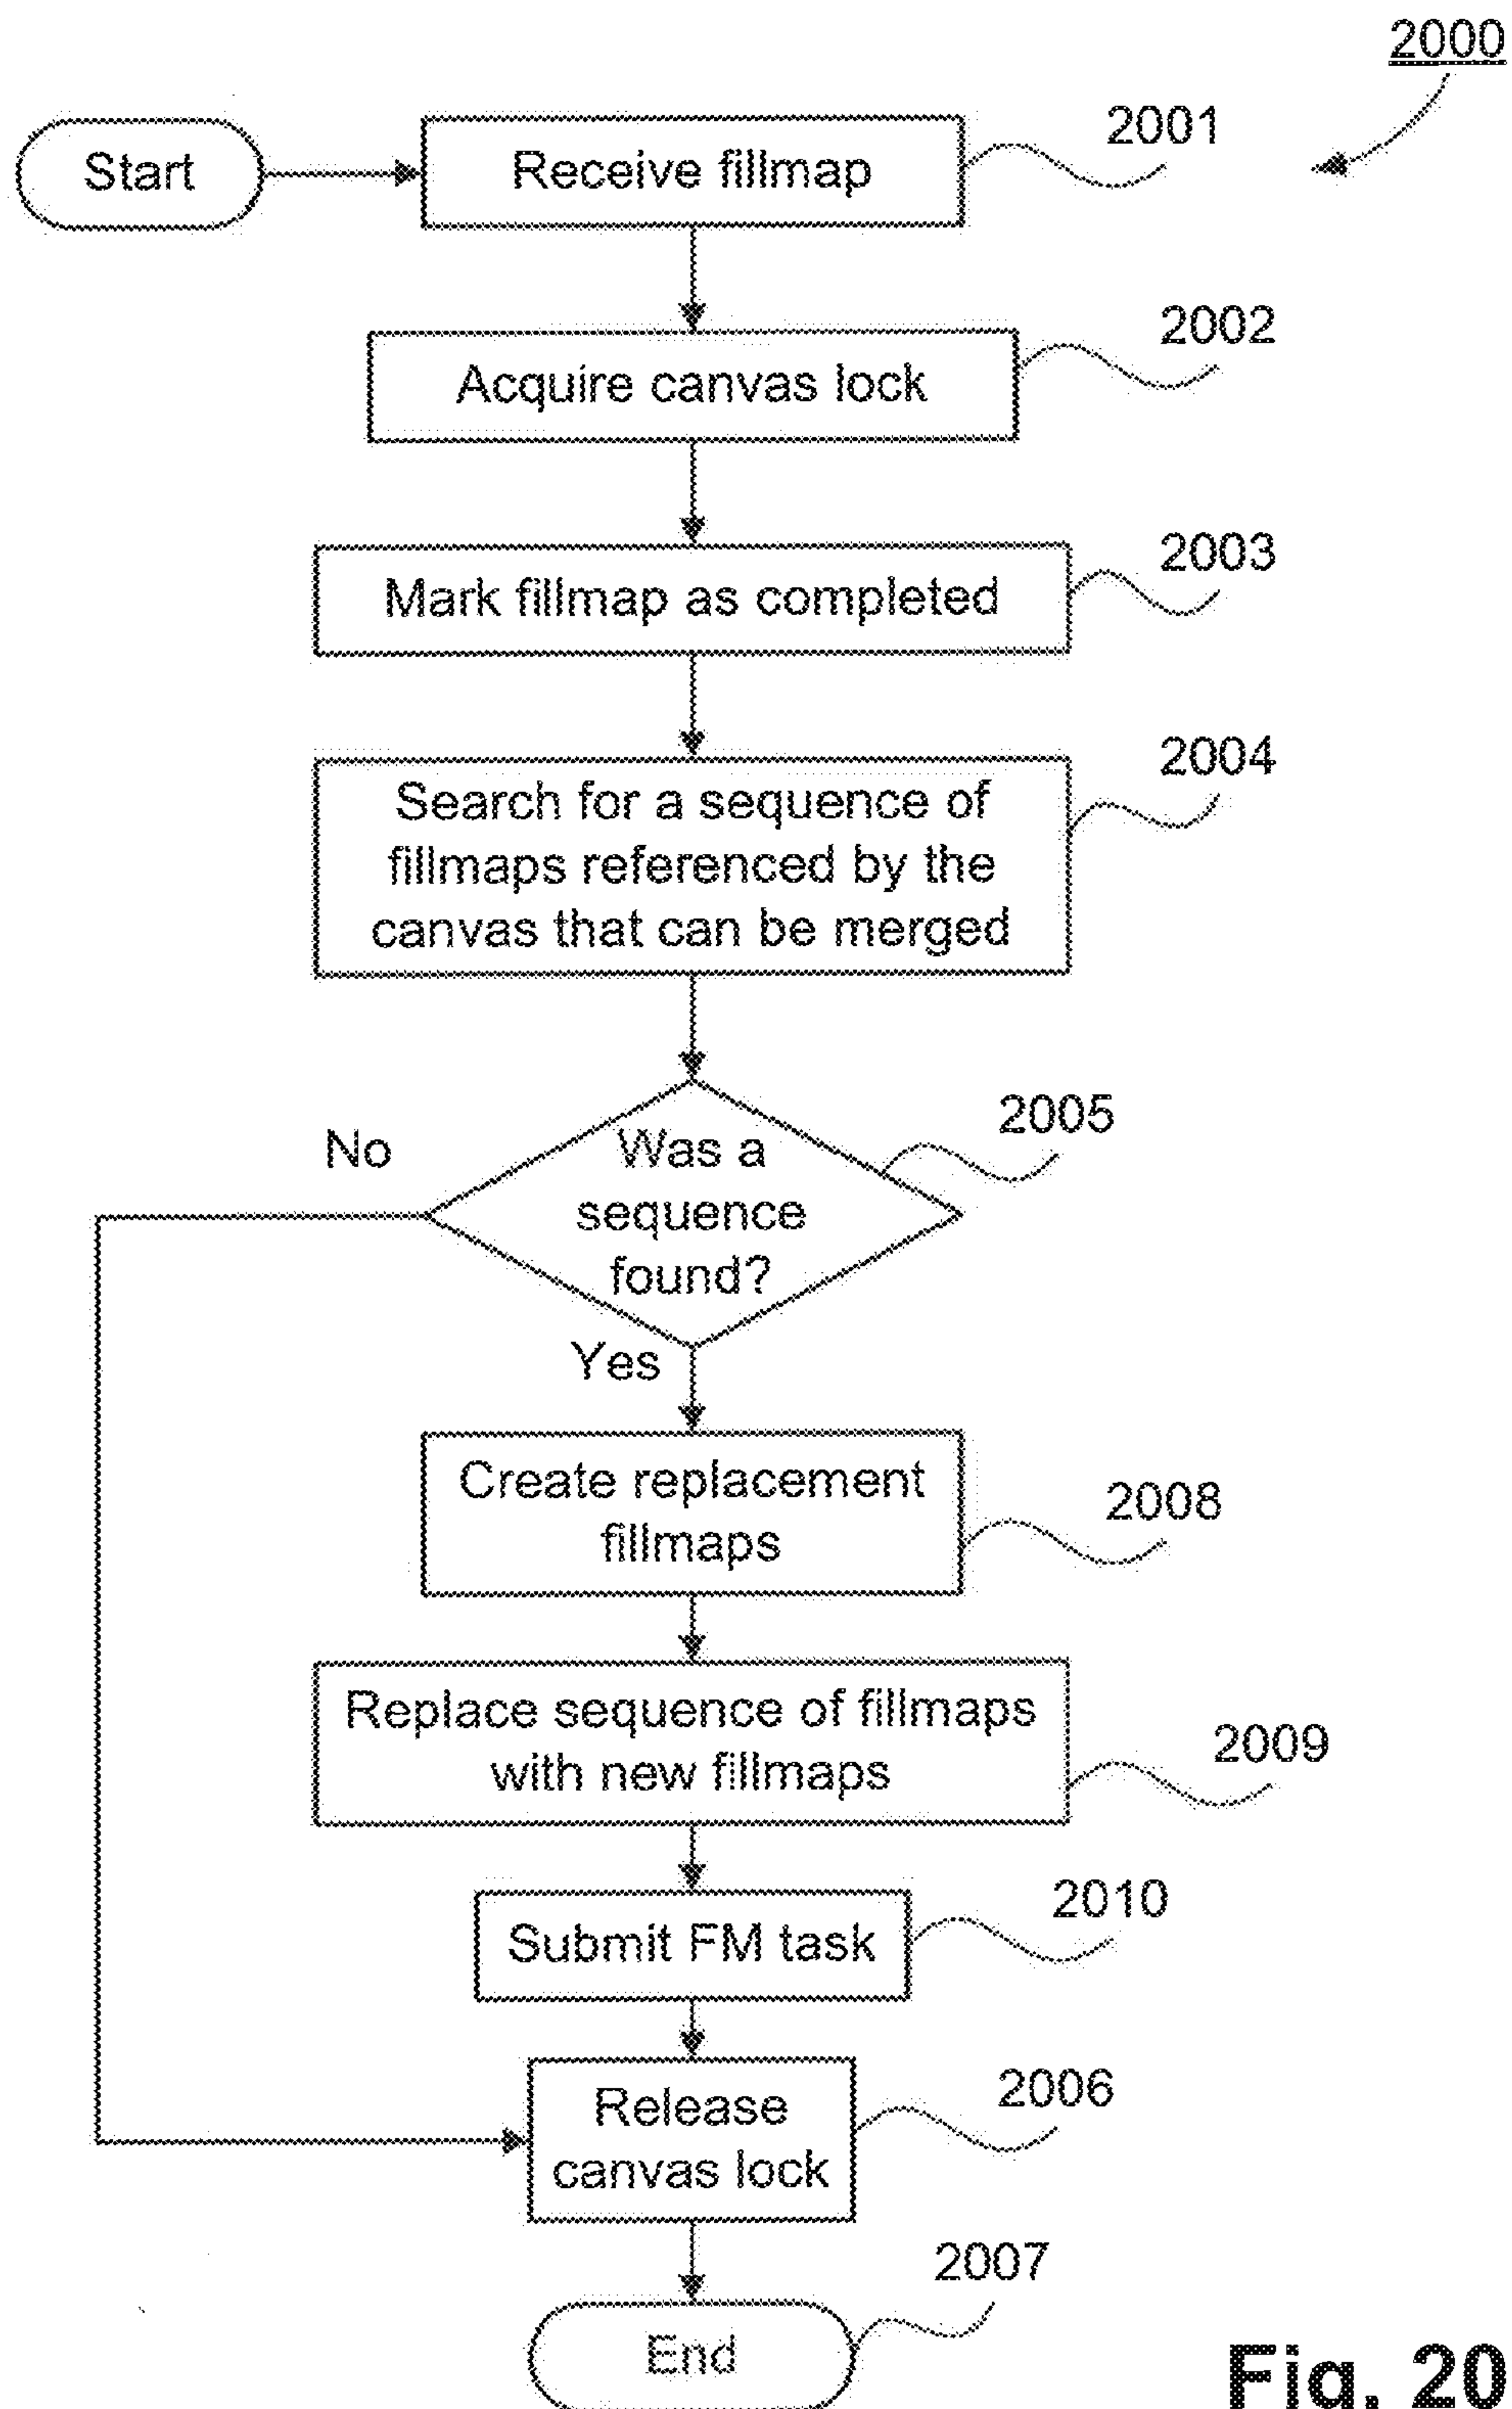 2000
Start
Receive fillmap
2001
Acquire canvas lock
2002
Mark fillmap as completed
2003
Search for a sequence of
fillmaps referenced by the
canvas that can be merged
2004
Was a
sequence
found?
2005
No
Yes
Create replacement
fillmaps
2008
Replace sequence of fillmaps
with new fillmaps
2009
Submit FM task
2010
Release
canvas lock
2006
End
2007
Fig. 20